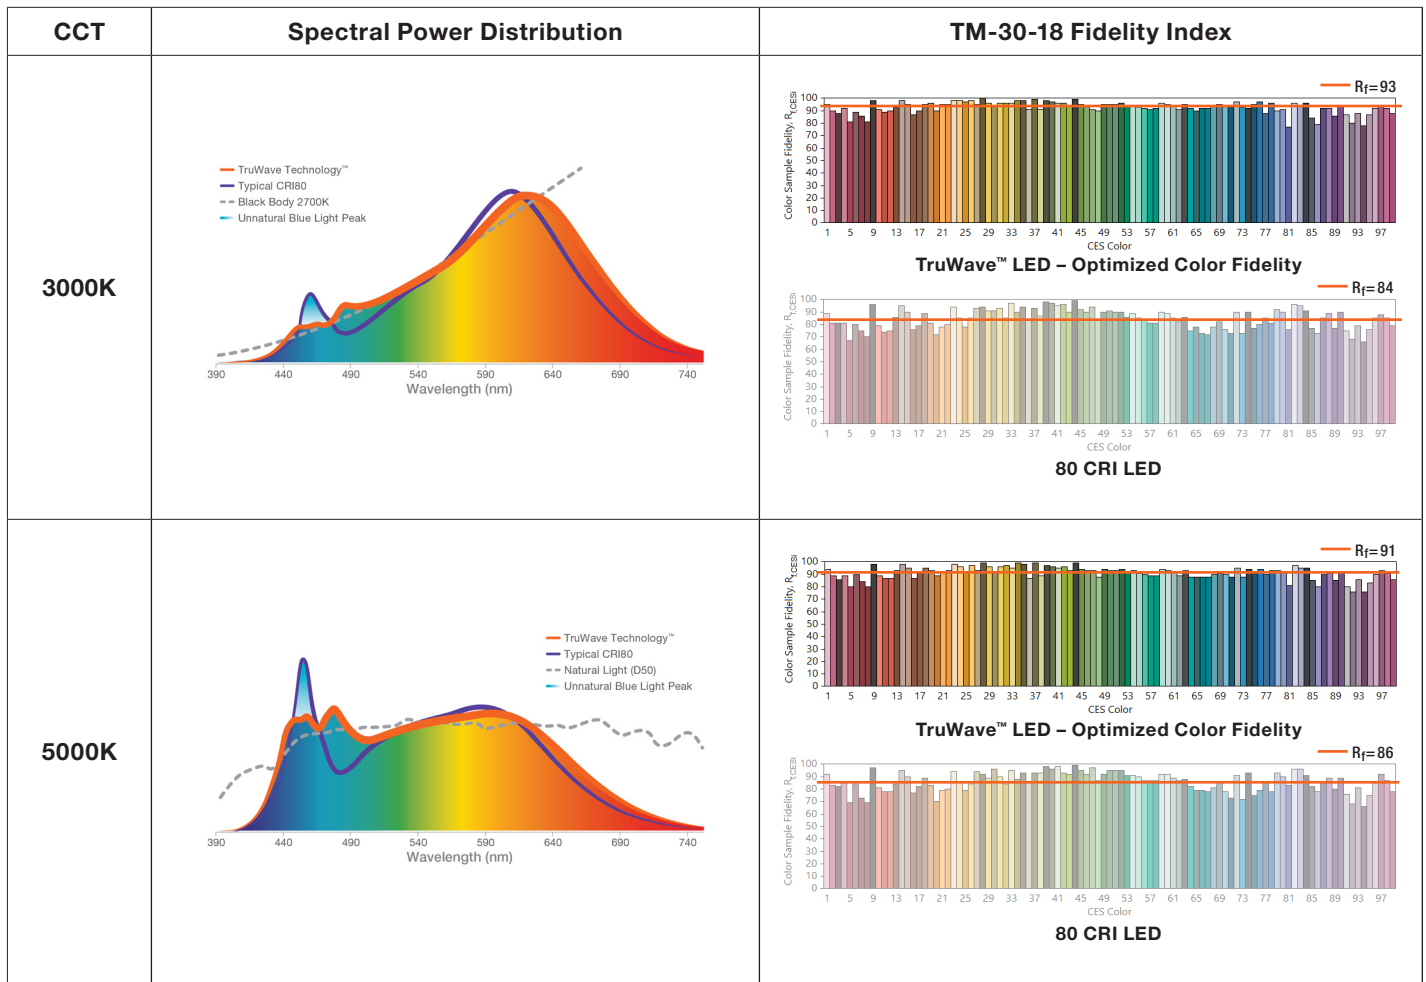 CCT
Spectral Power Distribution
TM-30-18 Fidelity Index
3000K
TruWave Technology™
Typical CRI80
Black Body 2700K
Unnatural Blue Light Peak
390 440 490 540 590 640 690 740
Wavelength (nm)
Rf=93
Color Sample Fidelity, Rf,CESi
100
90
80
70
60
50
40
30
20
10
0
1 5 9 13 17 21 25 29 33 37 41 45 49 53 57 61 65 69 73 77 81 85 89 93 97
CES Color
TruWave™ LED – Optimized Color Fidelity
Rf=84
Color Sample Fidelity, Rf,CESi
100
90
80
70
60
50
40
30
20
10
0
1 5 9 13 17 21 25 29 33 37 41 45 49 53 57 61 65 69 73 77 81 85 89 93 97
CES Color
80 CRI LED
5000K
TruWave Technology™
Typical CRI80
Natural Light (D50)
Unnatural Blue Light Peak
390 440 490 540 590 640 690 740
Wavelength (nm)
Rf=91
Color Sample Fidelity, Rf,CESi
100
90
80
70
60
50
40
30
20
10
0
1 5 9 13 17 21 25 29 33 37 41 45 49 53 57 61 65 69 73 77 81 85 89 93 97
CES Color
TruWave™ LED – Optimized Color Fidelity
Rf=86
Color Sample Fidelity, Rf,CESi
100
90
80
70
60
50
40
30
20
10
0
1 5 9 13 17 21 25 29 33 37 41 45 49 53 57 61 65 69 73 77 81 85 89 93 97
CES Color
80 CRI LED